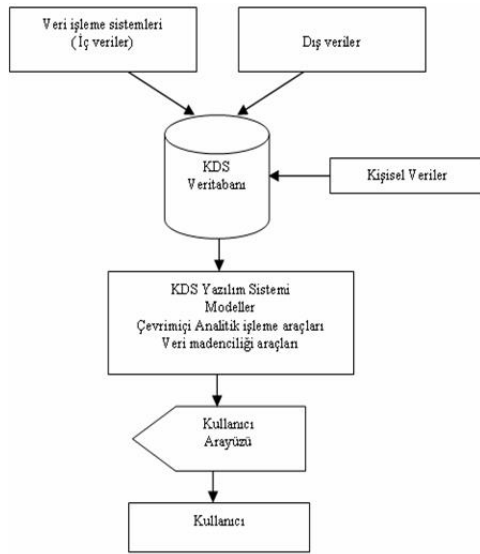 Veri işleme sistemleri
( İç veriler)
Dış veriler
KDS
Veritabanı
Kişisel Veriler
KDS Yazılım Sistemi
Modeller
Çevrimiçi Analitik işleme araçları
Veri madenciliği araçları
Kullanıcı
Arayüzü
Kullanıcı